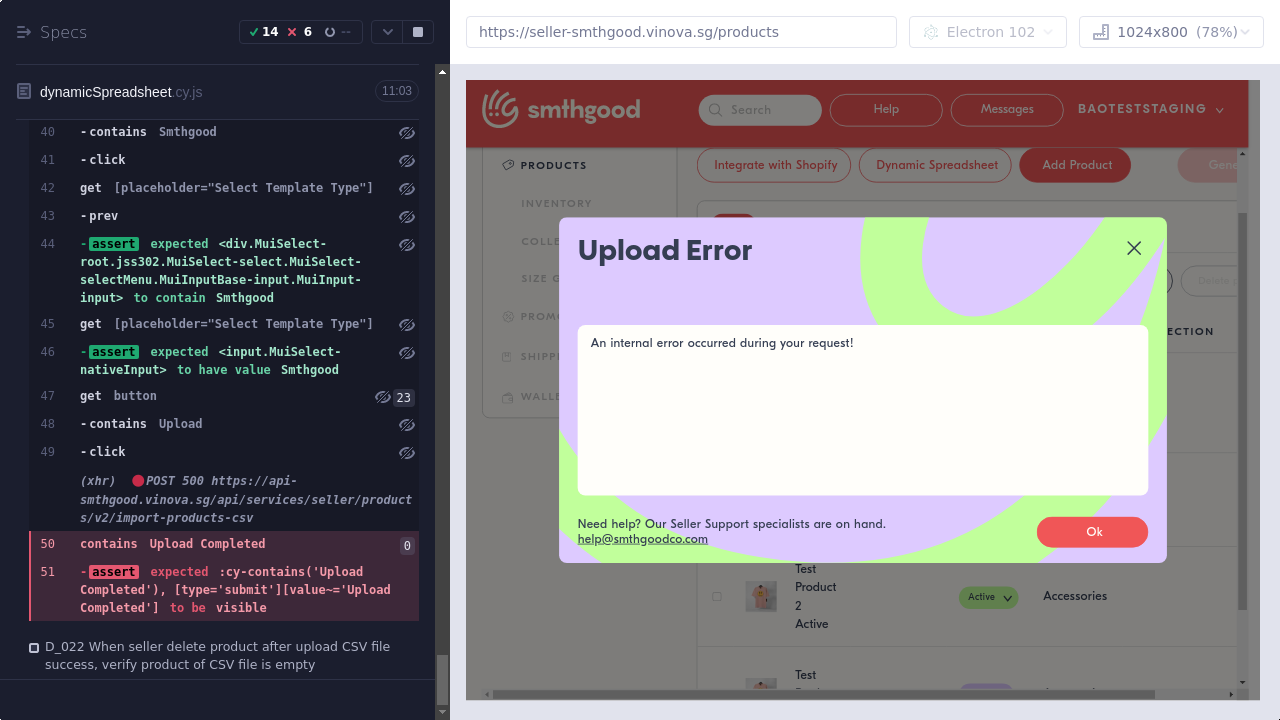 Specs
14
6
--
https://seller-smthgood.vinova.sg/products
Electron 102
1024x800 (78%)
dynamicSpreadsheet.cy.js
11:03
40 -contains Smthgood
41 -click
42 get [placeholder="Select Template Type"]
43 -prev
44 -assert expected <div.MuiSelect-
root.jss302.MuiSelect-select.MuiSelect-
selectMenu.MuiInputBase-input.MuiInput-
input> to contain Smthgood
45 get [placeholder="Select Template Type"]
46 -assert expected <input.MuiSelect-
nativeInput> to have value Smthgood
47 get button 23
48 -contains Upload
49 -click
(xhr) POST 500 https://api-
smthgood.vinova.sg/api/services/seller/product
s/v2/import-products-csv
50 contains Upload Completed 0
51 -assert expected :cy-contains('Upload
Completed'), [type='submit'][value~='Upload
Completed'] to be visible
D_022 When seller delete product after upload CSV file
success, verify product of CSV file is empty
smthgood
Search
Help
Messages
BAOTESTSTAGING
PRODUCTS
INVENTORY
COLLE
SIZE G
PROMO
SHIPPI
WALLE
Integrate with Shopify
Dynamic Spreadsheet
Add Product
Gene
Delete p
ECTION
Upload Error
An internal error occurred during your request!
Need help? Our Seller Support specialists are on hand.
help@smthgoodco.com
Ok
Test
Product
2
Active
Active
Accessories
Test